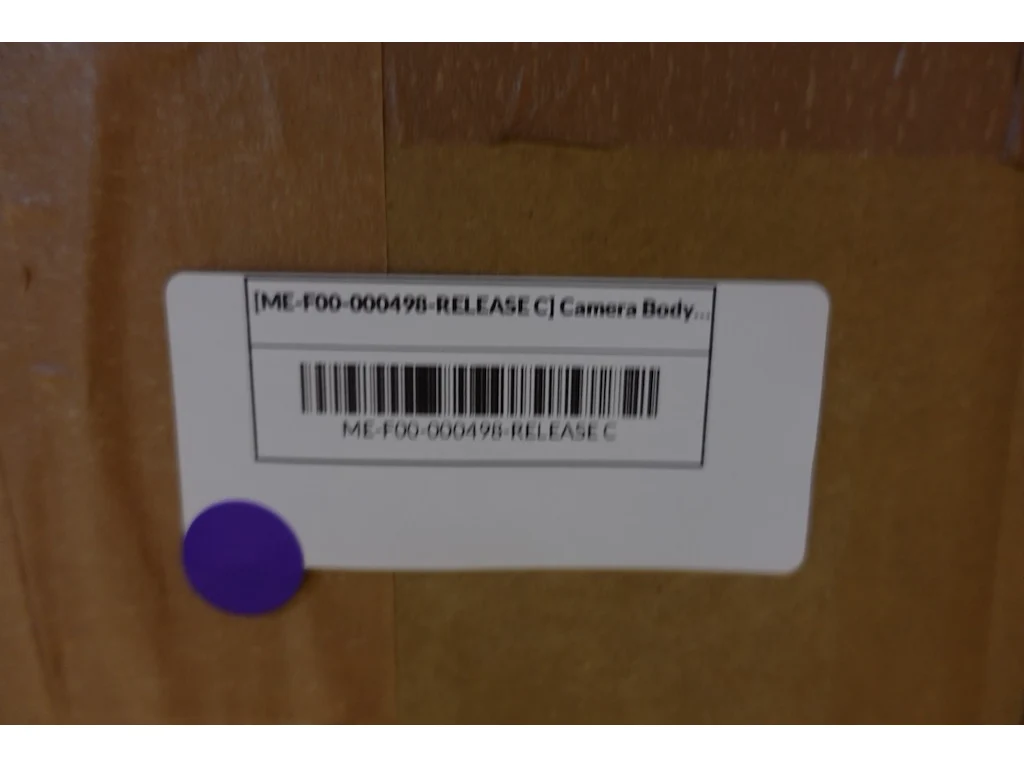 [ME-F00-000498-RELEASE C] Camera Body...
ME-F00-000498-RELEASE C